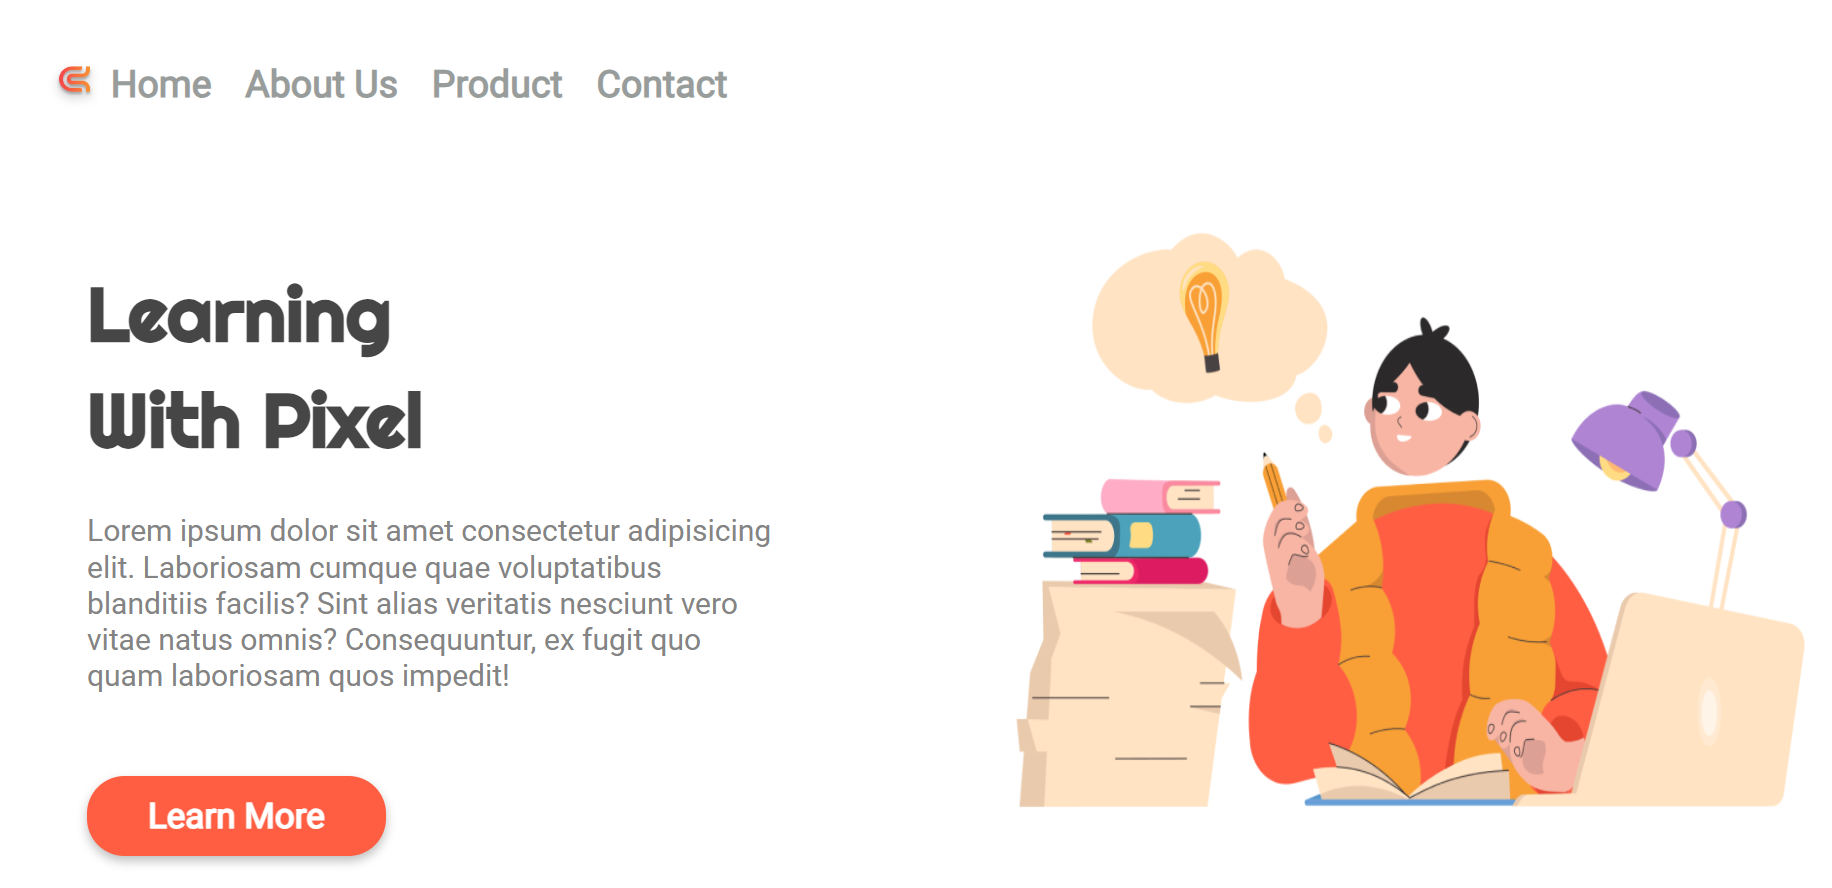 Home About Us Product Contact
Learning
With Pixel
Lorem ipsum dolor sit amet consectetur adipisicing
elit. Laboriosam cumque quae voluptatibus
blanditiis facilis? Sint alias veritatis nesciunt vero
vitae natus omnis? Consequuntur, ex fugit quo
quam laboriosam quos impedit!
Learn More